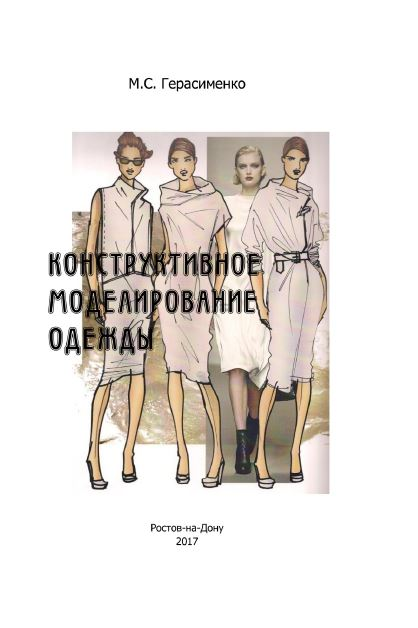 М.С. Герасименко
КОНСТРУКТИВНОЕ
МОДЕЛИРОВАНИЕ
ОДЕЖДЫ
Ростов-на-Дону
2017